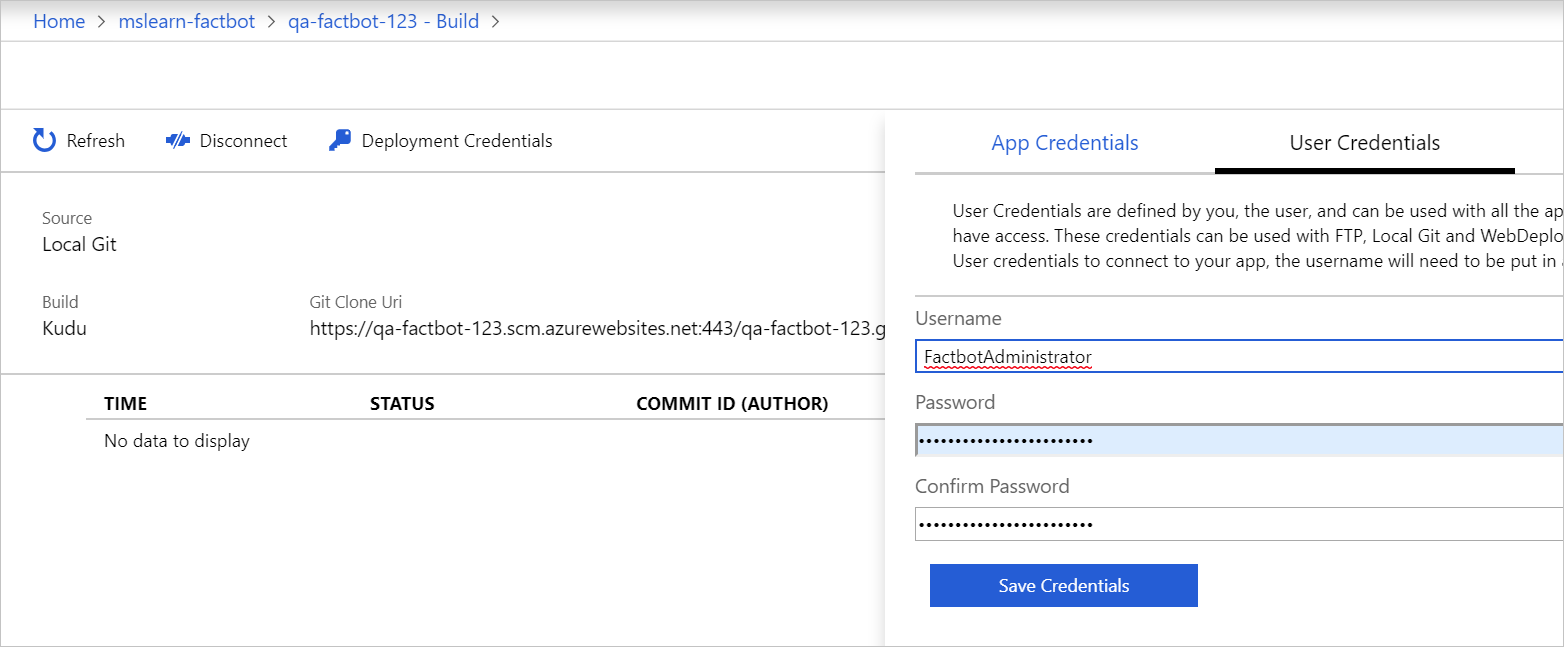 Home > mslearn-factbot > qa-factbot-123 - Build >
Refresh Disconnect Deployment Credentials
Source
Local Git
Build Git Clone Uri
Kudu https://qa-factbot-123.scm.azurewebsites.net:443/qa-factbot-123.g
TIME STATUS COMMIT ID (AUTHOR)
No data to display
App Credentials User Credentials
User Credentials are defined by you, the user, and can be used with all the ap
have access. These credentials can be used with FTP, Local Git and WebDeplo
User credentials to connect to your app, the username will need to be put in
Username
FactbotAdministrator
Password
••••••••••••••••••••••••
Confirm Password
••••••••••••••••••••••••
Save Credentials